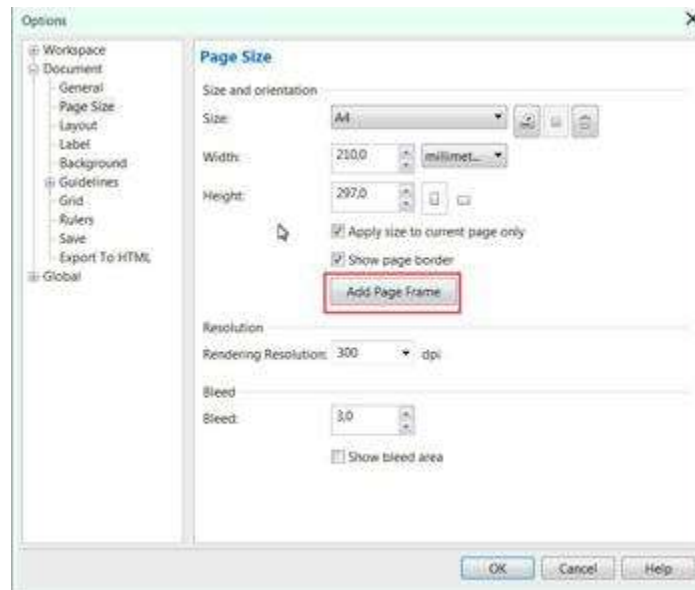 Options
Workspace
Document
General
Page Size
Layout
Label
Background
Guidelines
Grid
Rulers
Save
Export To HTML
Global
Page Size
Size and orientation
Size: A4
Width: 210,0 millimet...
Height: 297,0
Apply size to current page only
Show page border
Add Page Frame
Resolution
Rendering Resolution: 300 dpi
Bleed
Bleed: 3,0
Show bleed area
OK Cancel Help